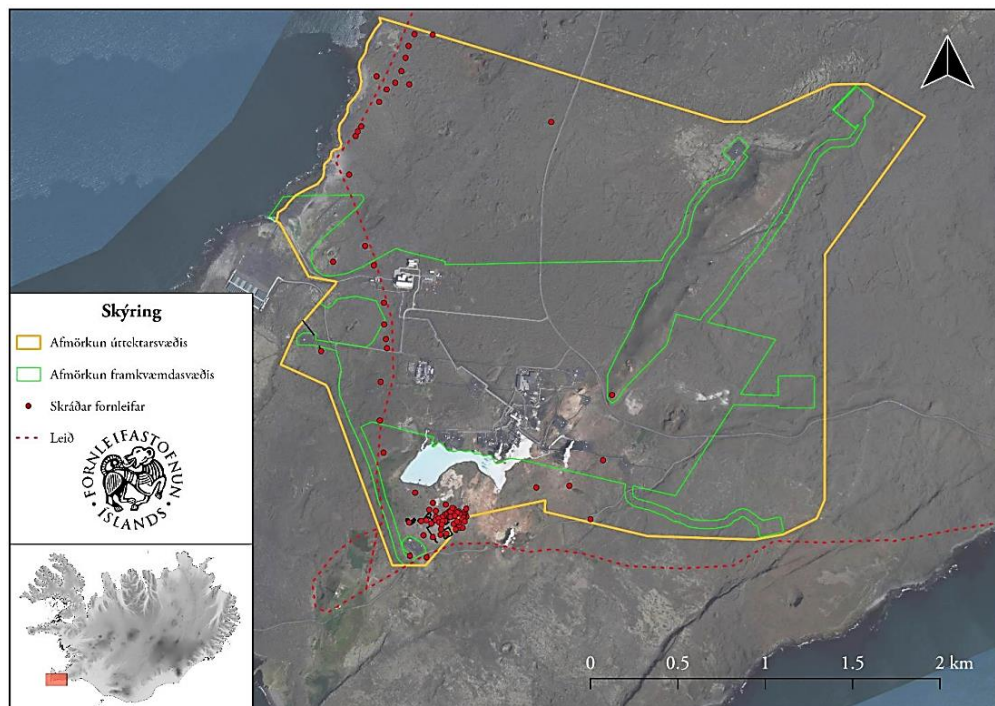 Skýring
Afmörkun úttektarsvæðis
Afmörkun framkvæmdasvæðis
Skráðar fornleifar
Leið
FORNLEIFASTOFNUN
· ÍSLANDS ·
0 0.5 1 1.5 2 km